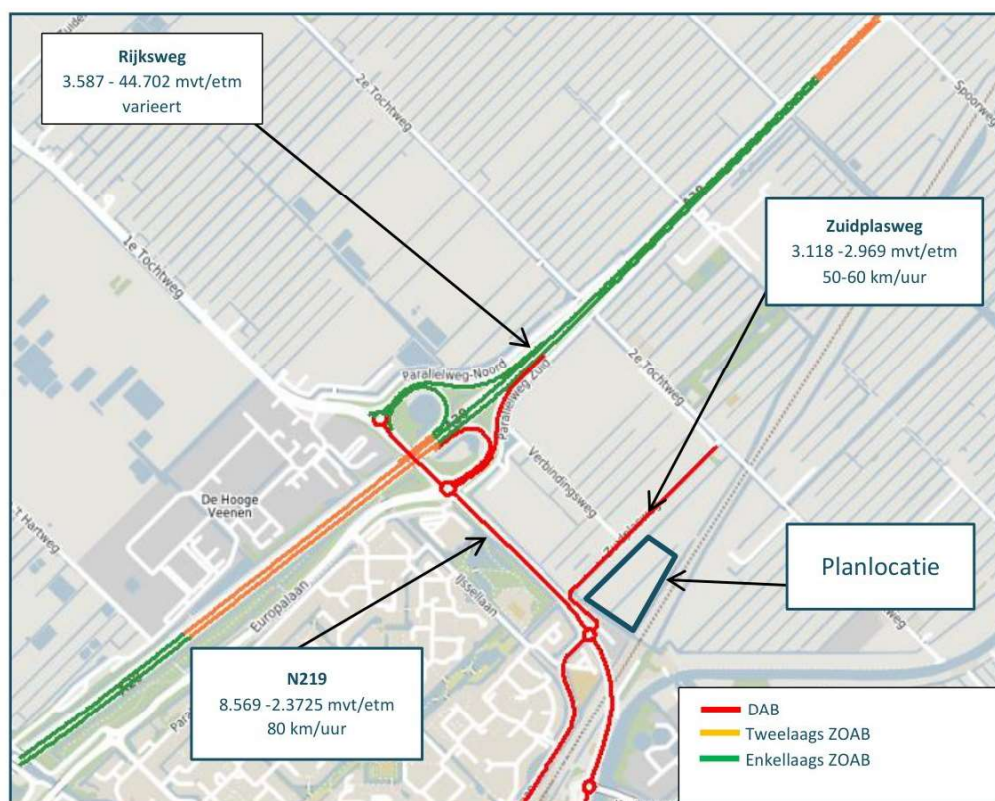 Rijksweg
3.587 - 44.702 mvt/etm
varieert
2e Tochtweg
Spoorweg
Zuidplasweg
3.118 -2.969 mvt/etm
50-60 km/uur
1e Tochtweg
Parallelweg-Noord
Parallelweg Zuid
2e Tochtweg
Verbindingsweg
De Hooge
Veenen
't Hartweg
Europalaan
IJssellaan
Planlocatie
N219
8.569 -2.3725 mvt/etm
80 km/uur
DAB
Tweelaags ZOAB
Enkellaags ZOAB